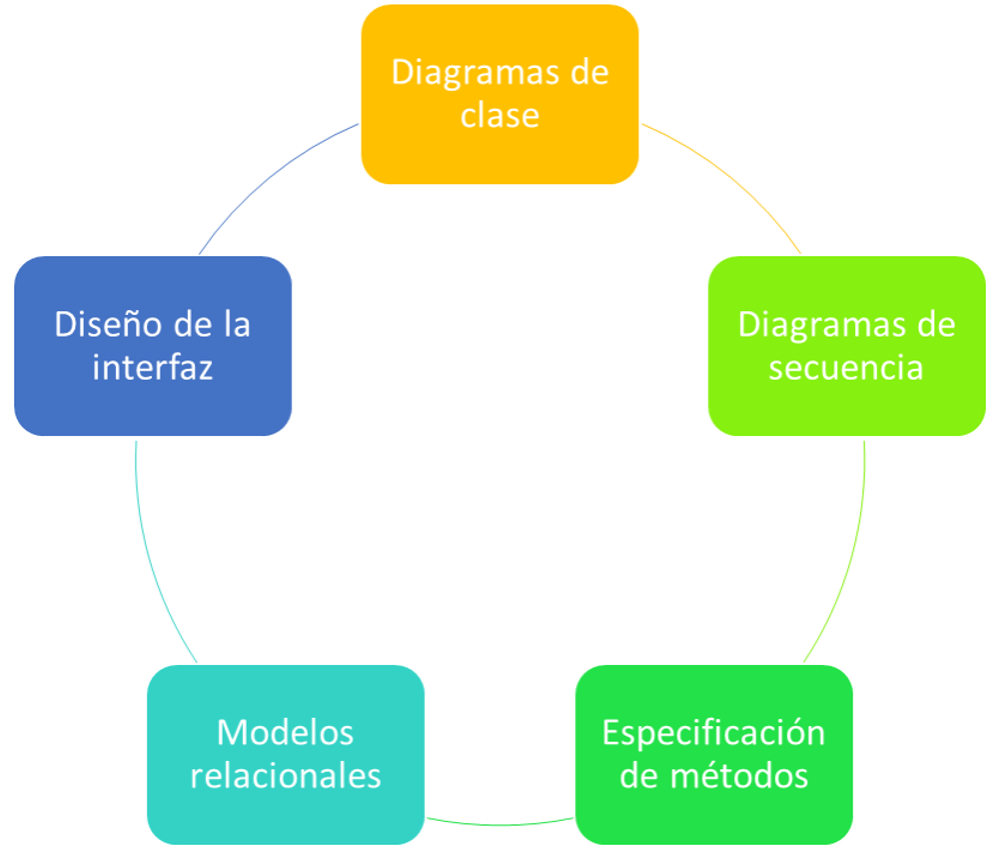 Diagramas de
clase
Diagramas de
secuencia
Especificación
de métodos
Modelos
relacionales
Diseño de la
interfaz